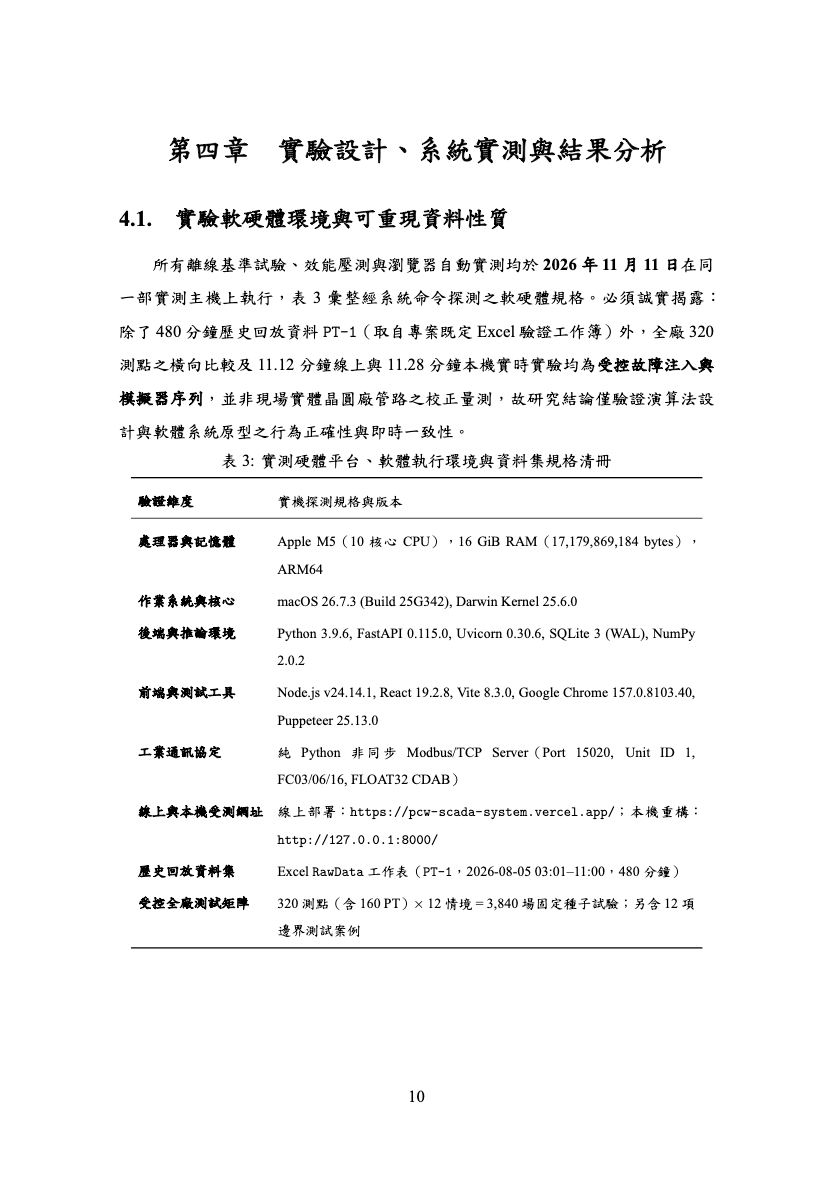 第四章　實驗設計、系統實測與結果分析
4.1.　實驗軟硬體環境與可重現資料性質
所有離線基準試驗、效能壓測與瀏覽器自動實測均於 2026 年 11 月 11 日在同
一部實測主機上執行，表 3 彙整經系統命令探測之軟硬體規格。必須誠實揭露：
除了 480 分鐘歷史回放資料 PT-1（取自專案既定 Excel 驗證工作簿）外，全廠 320
測點之橫向比較及 11.12 分鐘線上與 11.28 分鐘本機實時實驗均為受控故障注入與
模擬器序列，並非現場實體晶圓廠管路之校正量測，故研究結論僅驗證演算法設
計與軟體系統原型之行為正確性與即時一致性。
表 3: 實測硬體平台、軟體執行環境與資料集規格清冊
驗證維度　實機探測規格與版本
處理器與記憶體　Apple M5（10 核心 CPU），16 GiB RAM（17,179,869,184 bytes），
ARM64
作業系統與核心　macOS 26.7.3 (Build 25G342), Darwin Kernel 25.6.0
後端與推論環境　Python 3.9.6, FastAPI 0.115.0, Uvicorn 0.30.6, SQLite 3 (WAL), NumPy
2.0.2
前端與測試工具　Node.js v24.14.1, React 19.2.8, Vite 8.3.0, Google Chrome 157.0.8103.40,
Puppeteer 25.13.0
工業通訊協定　純 Python 非同步 Modbus/TCP Server（Port 15020, Unit ID 1,
FC03/06/16, FLOAT32 CDAB）
線上與本機受測網址　線上部署：https://pcw-scada-system.vercel.app/；本機重構：
http://127.0.0.1:8000/
歷史回放資料集　Excel RawData 工作表（PT-1，2026-08-05 03:01–11:00，480 分鐘）
受控全廠測試矩陣　320 測點（含 160 PT）× 12 情境 = 3,840 場固定種子試驗；另含 12 項
邊界測試案例
10